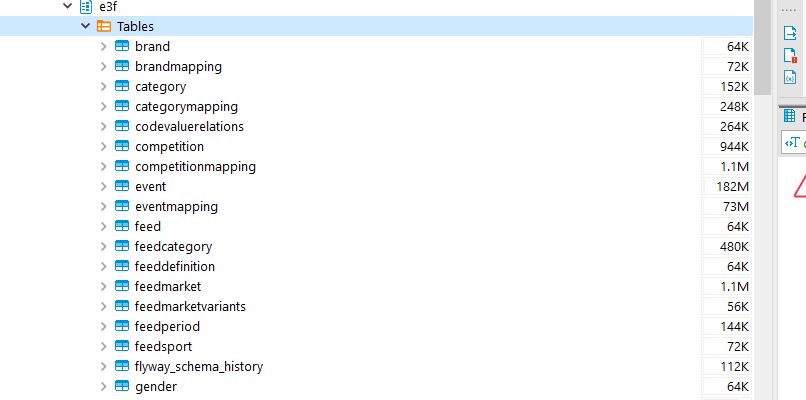 e3f
Tables
brand 64K
brandmapping 72K
category 152K
categorymapping 248K
codevaluerelations 264K
competition 944K
competitionmapping 1.1M
event 182M
eventmapping 73M
feed 64K
feedcategory 480K
feeddefinition 64K
feedmarket 1.1M
feedmarketvariants 56K
feedperiod 144K
feedsport 72K
flyway_schema_history 112K
gender 64K